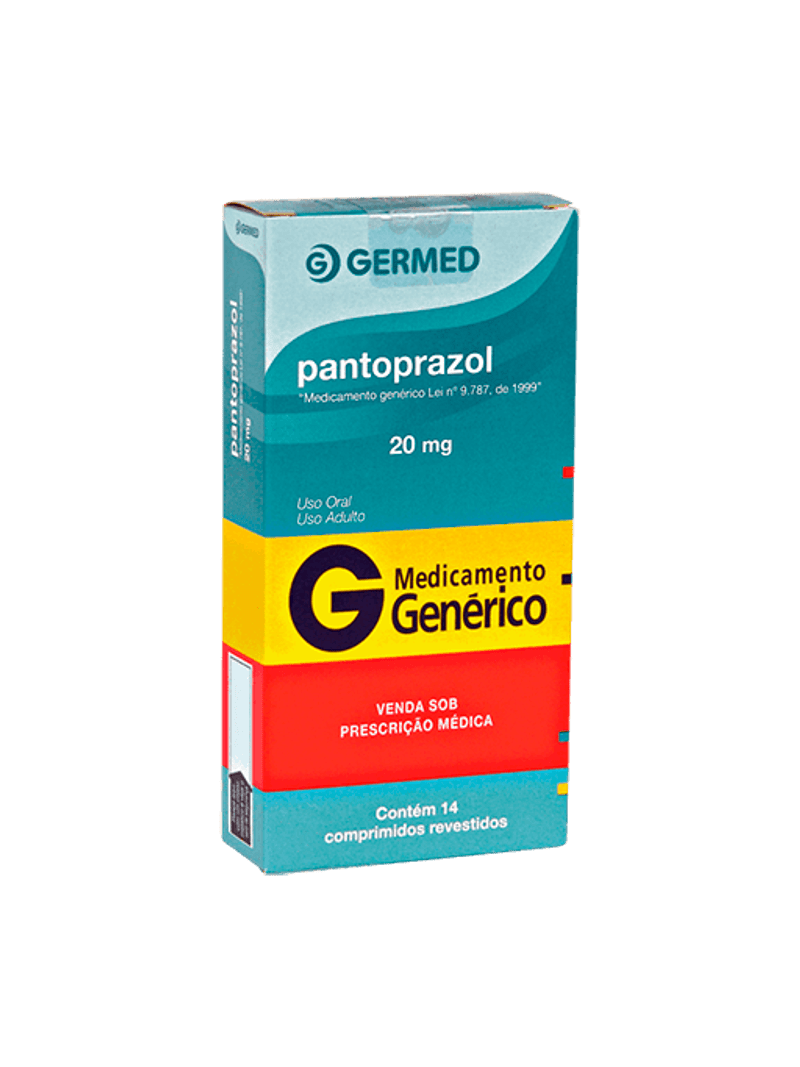 GERMED
pantoprazol
"Medicamento genérico Lei nº 9.787, de 1999"
20 mg
Uso Oral
Uso Adulto
G Medicamento
Genérico
VENDA SOB
PRESCRIÇÃO MÉDICA
Contém 14
comprimidos revestidos
GERMED
pantoprazol
20 mg